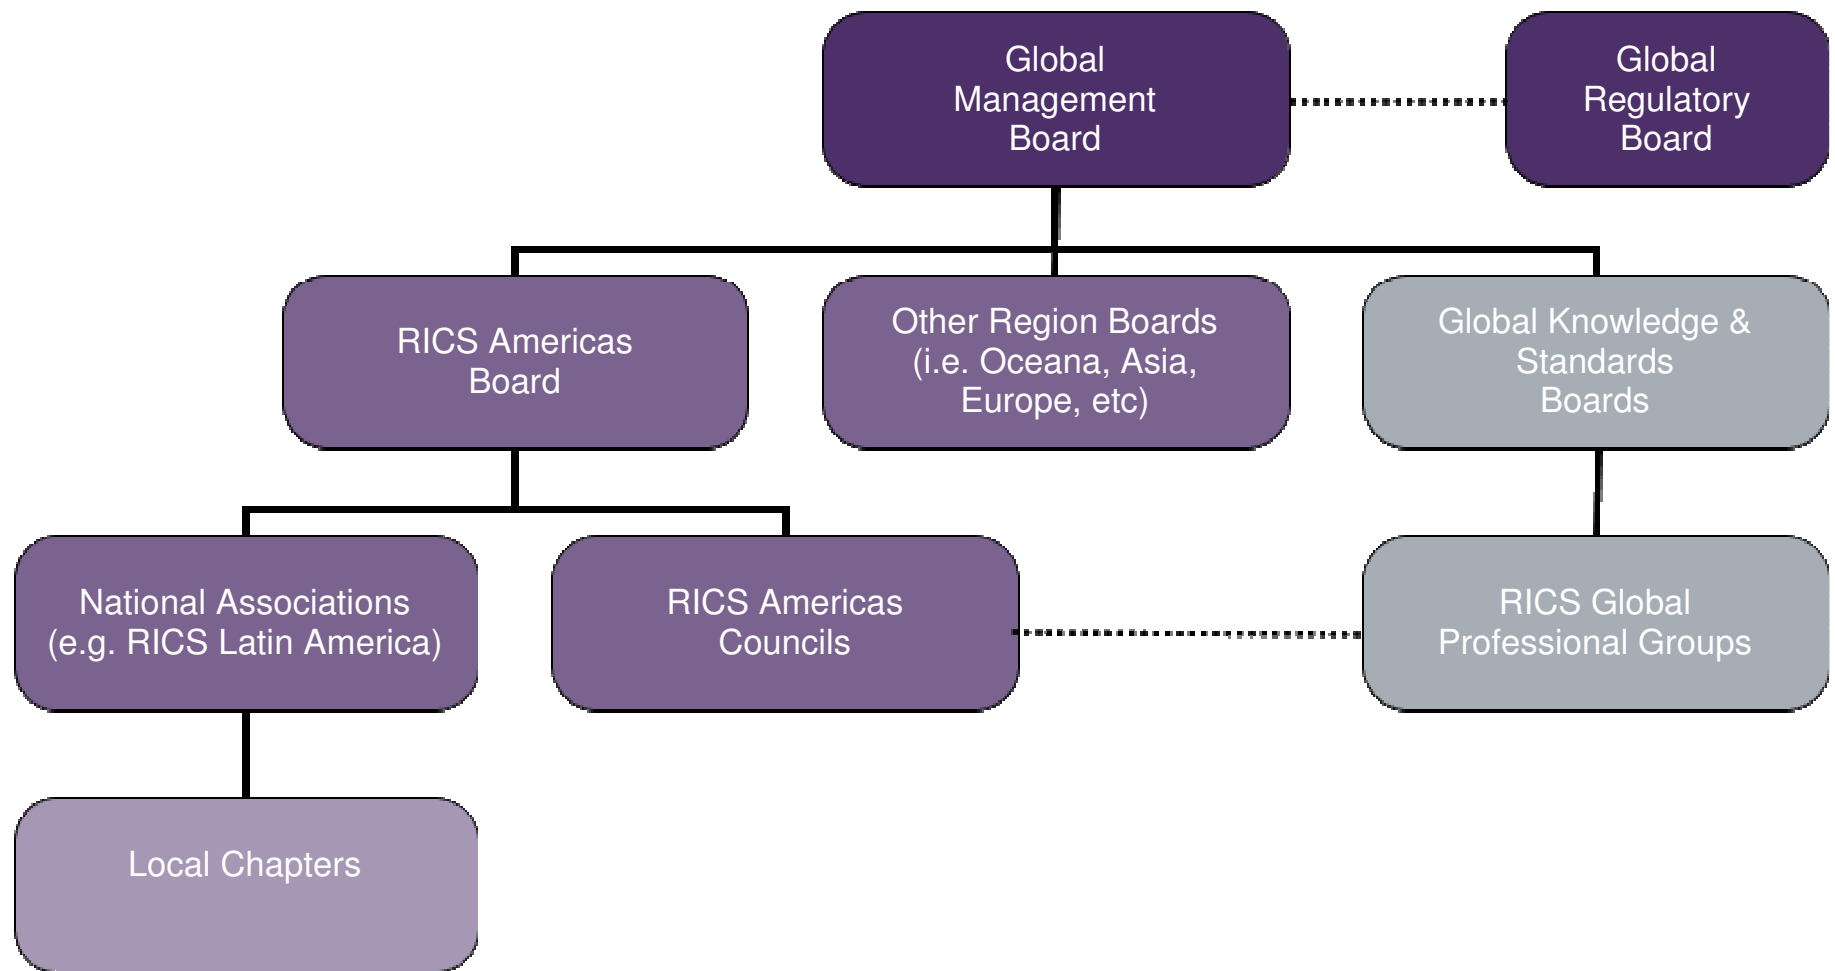 Global
Management
Board
Global
Regulatory
Board
RICS Americas
Board
Other Region Boards
(i.e. Oceana, Asia,
Europe, etc)
Global Knowledge &
Standards
Boards
National Associations
(e.g. RICS Latin America)
RICS Americas
Councils
RICS Global
Professional Groups
Local Chapters